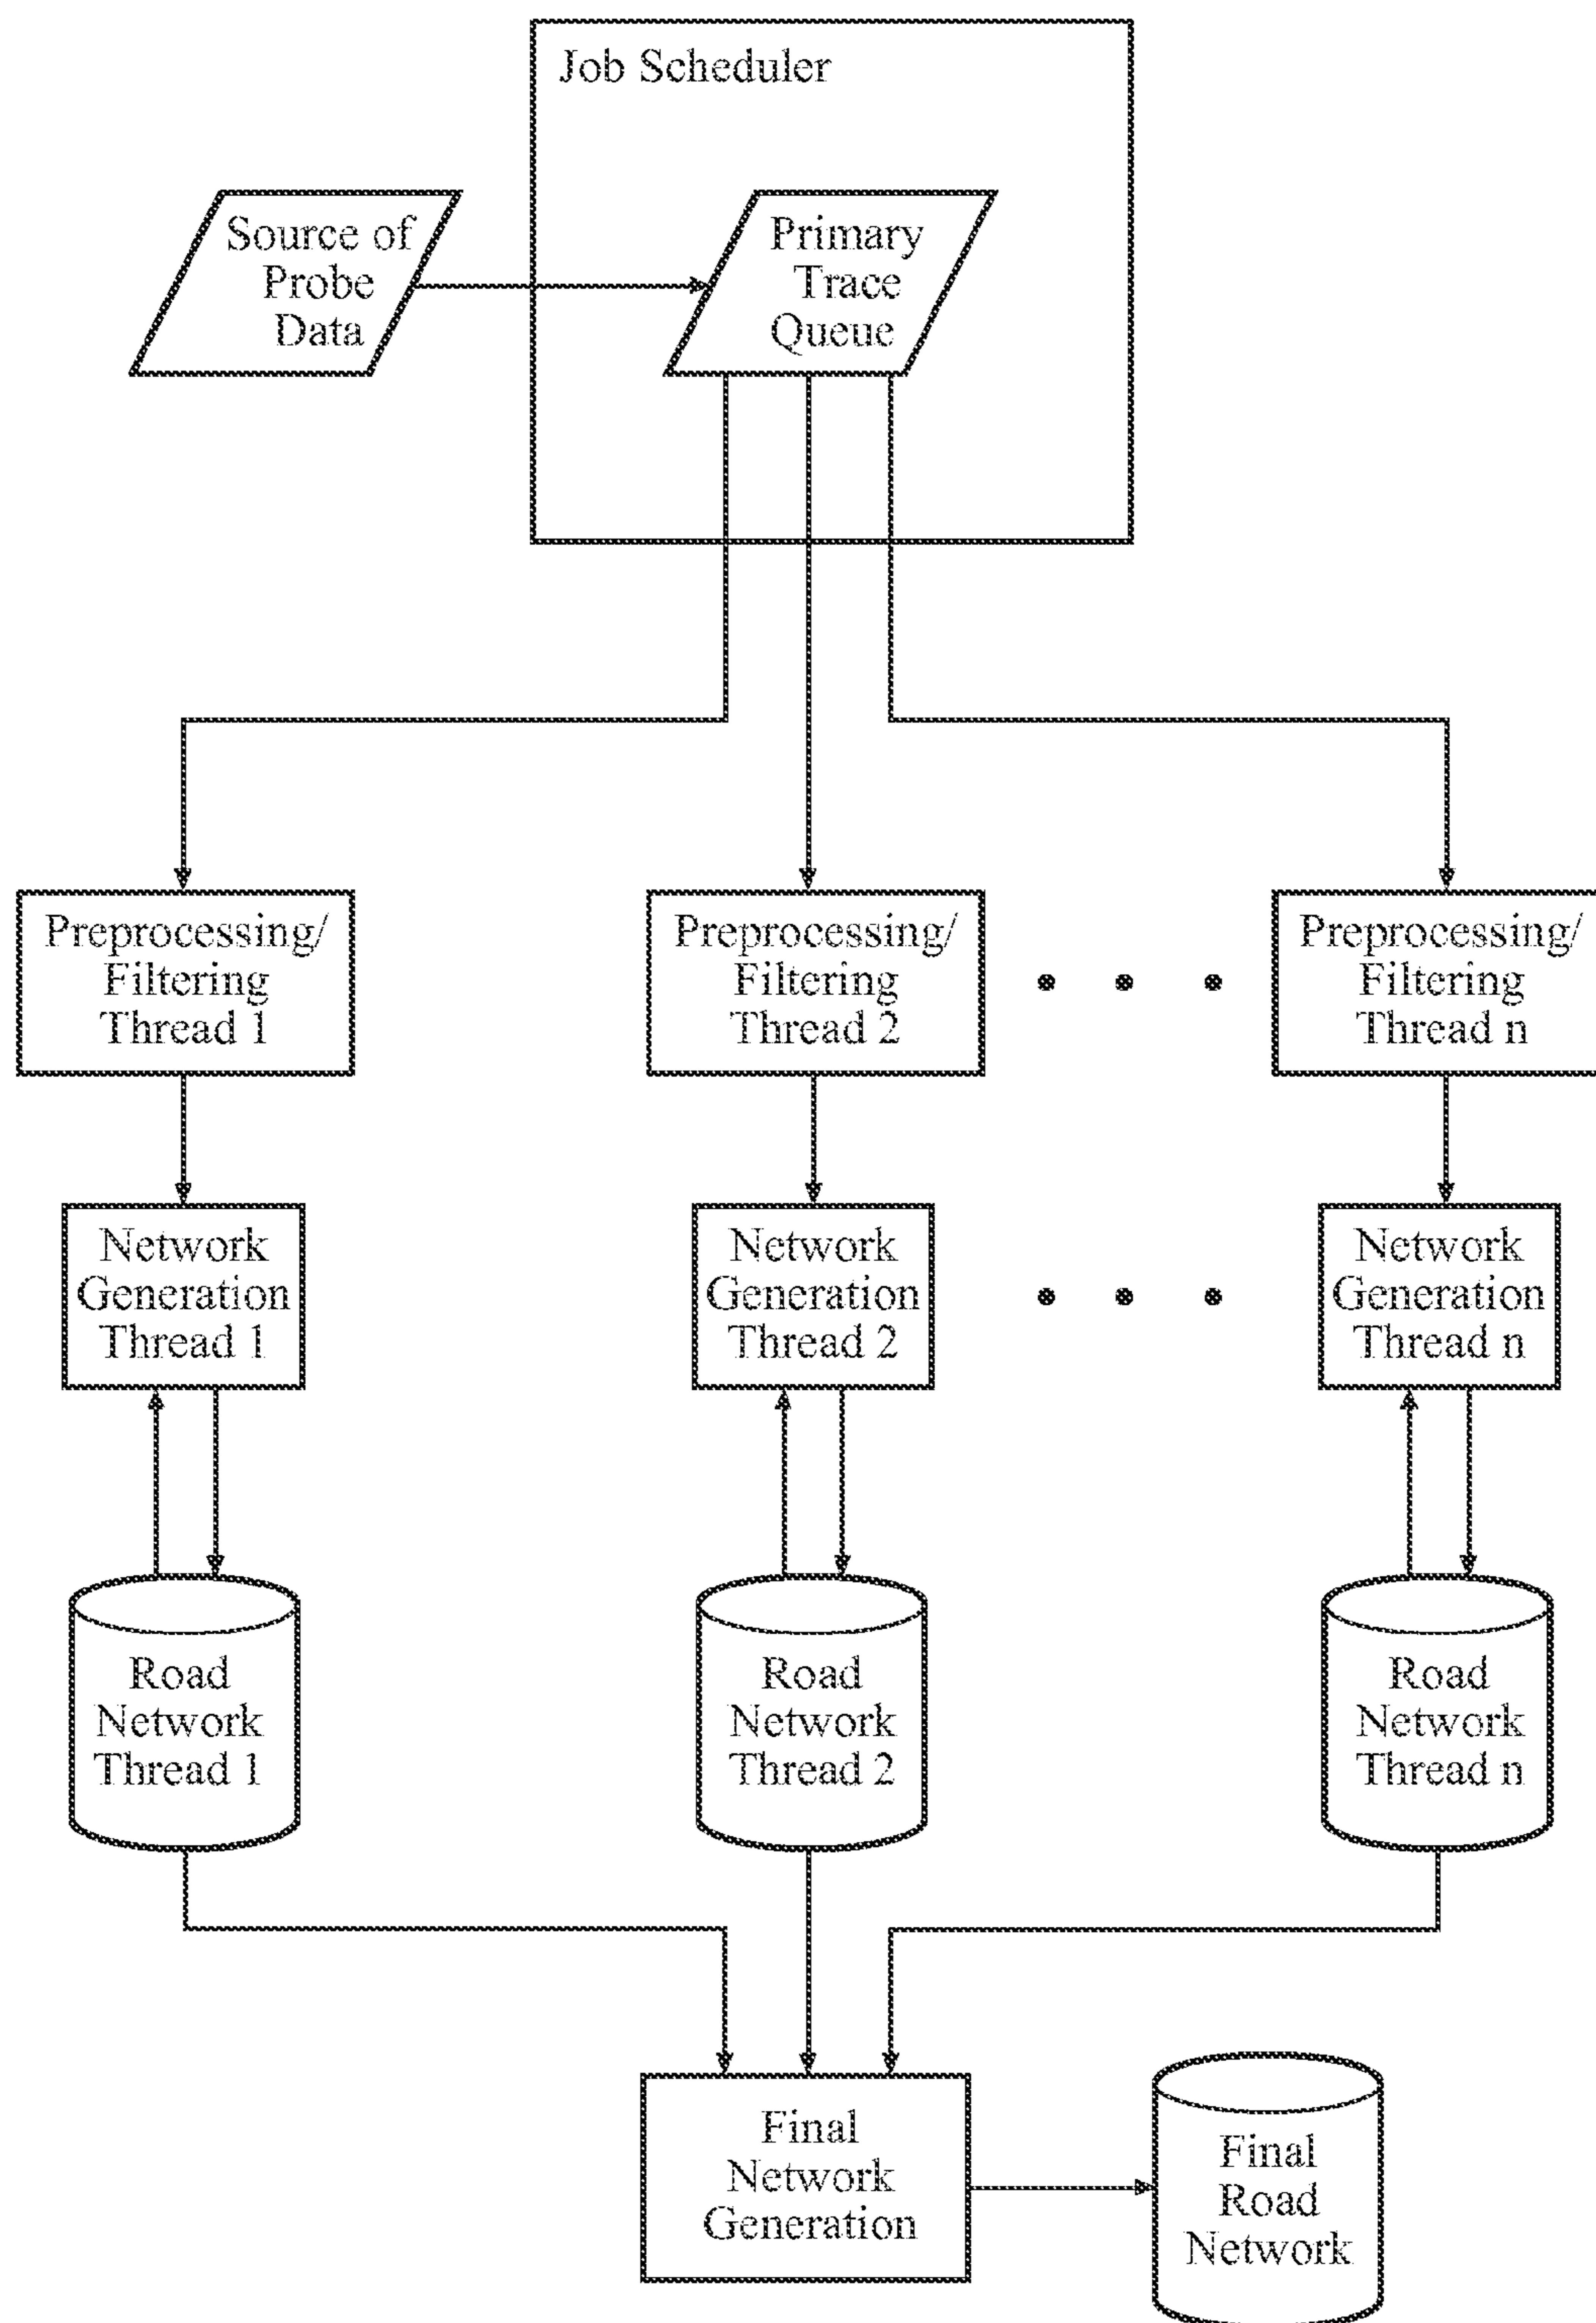 Job Scheduler
Source of
Probe
Data
Primary
Trace
Queue
Preprocessing/
Filtering
Thread 1
Preprocessing/
Filtering
Thread 2
Preprocessing/
Filtering
Thread n
Network
Generation
Thread 1
Network
Generation
Thread 2
Network
Generation
Thread n
Road
Network
Thread 1
Road
Network
Thread 2
Road
Network
Thread n
Final
Network
Generation
Final
Road
Network